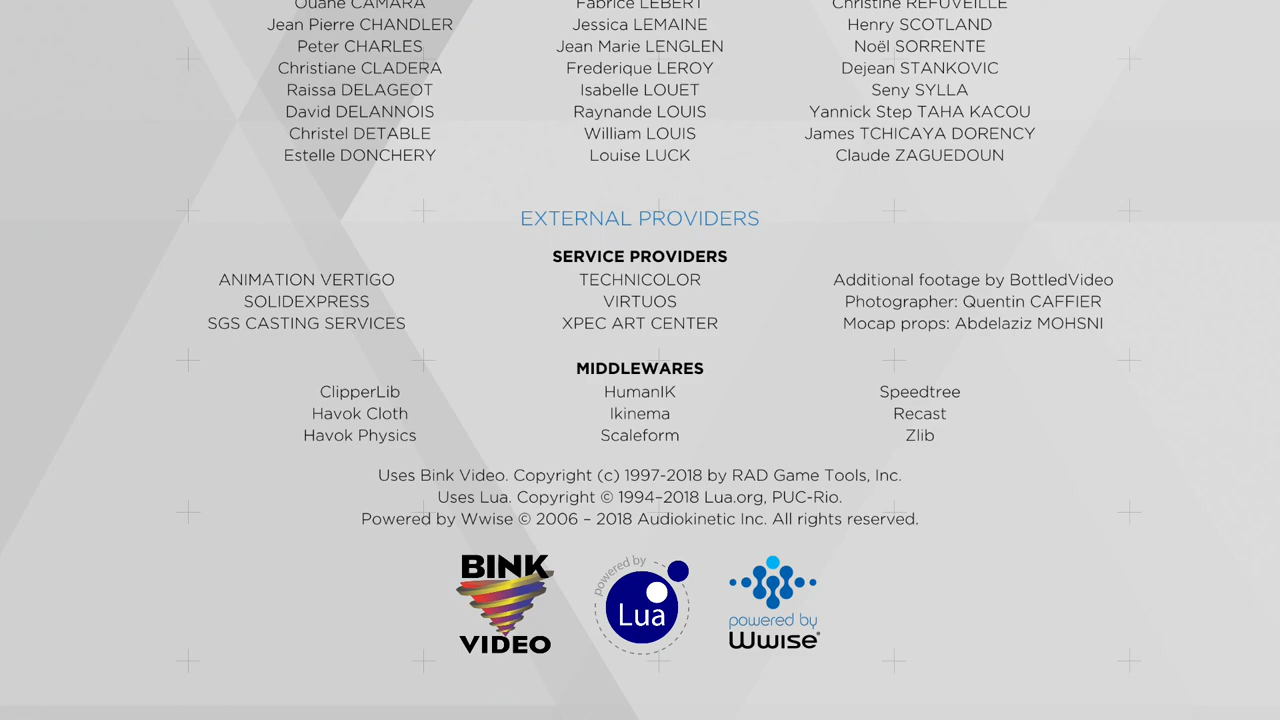 Ouane CAMARA Fabrice LEBERT Christine REFUVEILLE
Jean Pierre CHANDLER Jessica LEMAINE Henry SCOTLAND
Peter CHARLES Jean Marie LENGLEN Noël SORRENTE
Christiane CLADERA Frederique LEROY Dejean STANKOVIC
Raissa DELAGEOT Isabelle LOUET Seny SYLLA
David DELANNOIS Raynande LOUIS Yannick Step TAHA KACOU
Christel DETABLE William LOUIS James TCHICAYA DORENCY
Estelle DONCHERY Louise LUCK Claude ZAGUEDOUN
EXTERNAL PROVIDERS
SERVICE PROVIDERS
ANIMATION VERTIGO TECHNICOLOR Additional footage by BottledVideo
SOLIDEXPRESS VIRTUOS Photographer: Quentin CAFFIER
SGS CASTING SERVICES XPEC ART CENTER Mocap props: Abdelaziz MOHSNI
MIDDLEWARES
ClipperLib HumanIK Speedtree
Havok Cloth Ikinema Recast
Havok Physics Scaleform Zlib
Uses Bink Video. Copyright (c) 1997-2018 by RAD Game Tools, Inc.
Uses Lua. Copyright © 1994–2018 Lua.org, PUC-Rio.
Powered by Wwise © 2006 – 2018 Audiokinetic Inc. All rights reserved.
BINK
VIDEO
powered by
Lua
powered by
Wwise®